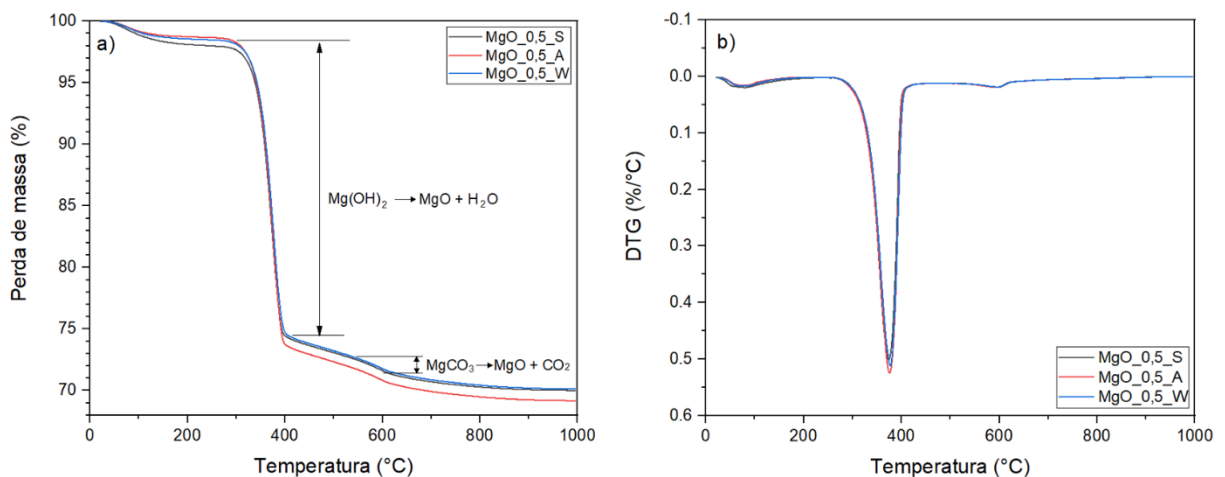 a)
MgO_0,5_S
MgO_0,5_A
MgO_0,5_W
100
95
90
85
80
75
70
Perda de massa (%)
Mg(OH)₂ → MgO + H₂O
MgCO₃→MgO + CO₂
0 200 400 600 800 1000
Temperatura (°C)
b)
-0.1
0.0
0.1
0.2
0.3
0.4
0.5
0.6
DTG (%/°C)
MgO_0,5_S
MgO_0,5_A
MgO_0,5_W
0 200 400 600 800 1000
Temperatura (°C)